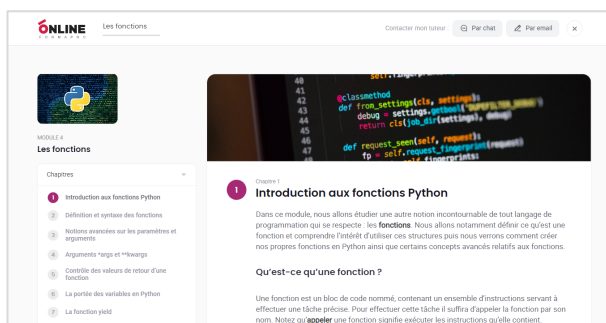 ONLINE
FORMAPRO
Les fonctions
Contacter mon tuteur
Par chat
Par email
MODULE 4
Les fonctions
Chapitres
1 Introduction aux fonctions Python
2 Définition et syntaxe des fonctions
3 Notions avancées sur les paramètres et
arguments
4 Arguments *args et **kwargs
5 Contrôle des valeurs de retour d'une
fonction
6 La portée des variables en Python
7 La fonction yield
40
41
42 @classmethod
43 def from_settings(cls, settings):
44 debug = settings.getbool(
45 return cls(job_dir(settings), debug)
46 def request_seen(self, request):
47 fp = self.request_fingerprint(request)
Chapitre 1
1 Introduction aux fonctions Python
Dans ce module, nous allons étudier une autre notion incontournable de tout langage de
programmation qui se respecte : les fonctions. Nous allons notamment définir ce qu'est une
fonction et comprendre l'intérêt d'utiliser ces structures puis nous verrons comment créer
nos propres fonctions en Python ainsi que certains concepts avancés relatifs aux fonctions.
Qu'est-ce qu'une fonction ?
Une fonction est un bloc de code nommé, contenant un ensemble d'instructions servant à
effectuer une tâche précise. Pour effectuer cette tâche il suffira d'appeler la fonction par son
nom. Notez qu'appeler une fonction signifie exécuter les instructions qu'elle contient.